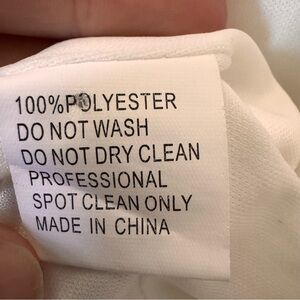 100%POLYESTER
DO NOT WASH
DO NOT DRY CLEAN
PROFESSIONAL
SPOT CLEAN ONLY
MADE IN CHINA